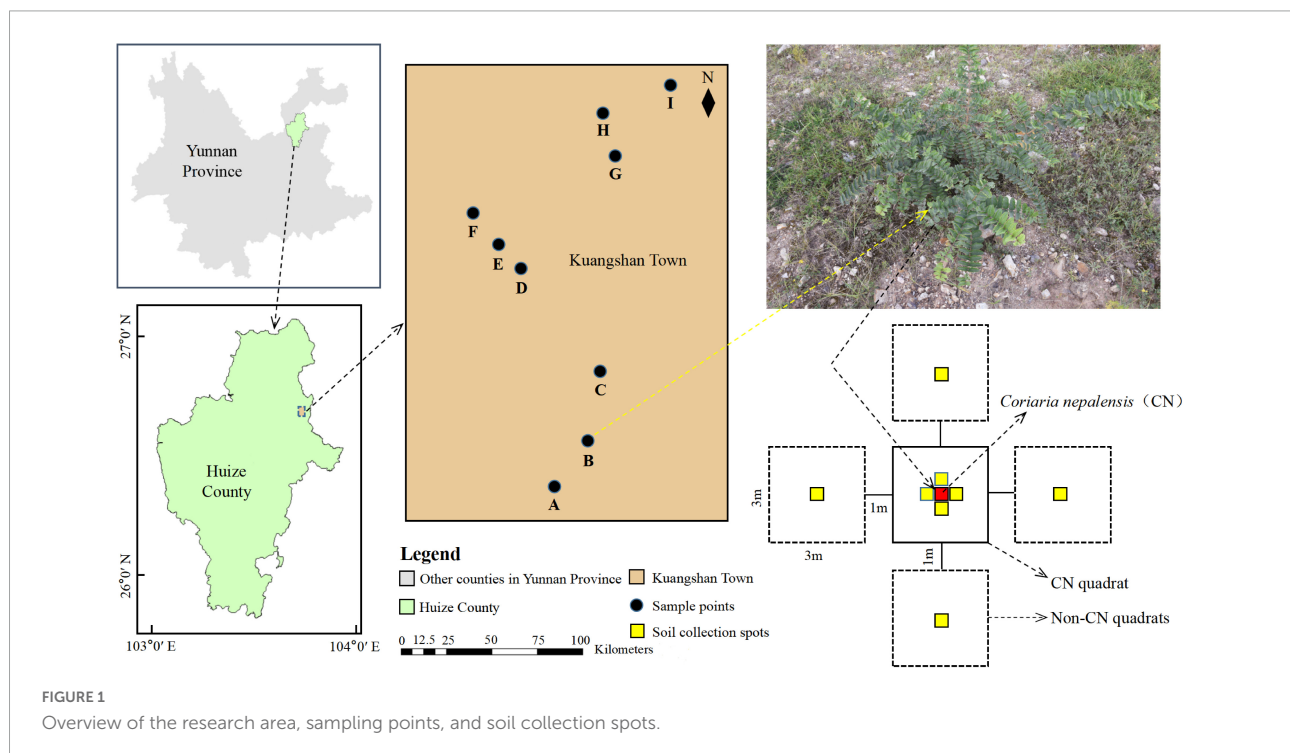 Yunnan
Province
27°0′ N
26°0′ N
103°0′ E
104°0′ E
Huize
County
N
I
H
G
F
E
D
Kuangshan Town
C
B
A
Legend
Other counties in Yunnan Province
Kuangshan Town
Huize County
Sample points
Soil collection spots
0 12.5 25 50 75 100
Kilometers
Coriaria nepalensis（CN）
3m
3m
1m
1m
CN quadrat
Non-CN quadrats
FIGURE 1
Overview of the research area, sampling points, and soil collection spots.